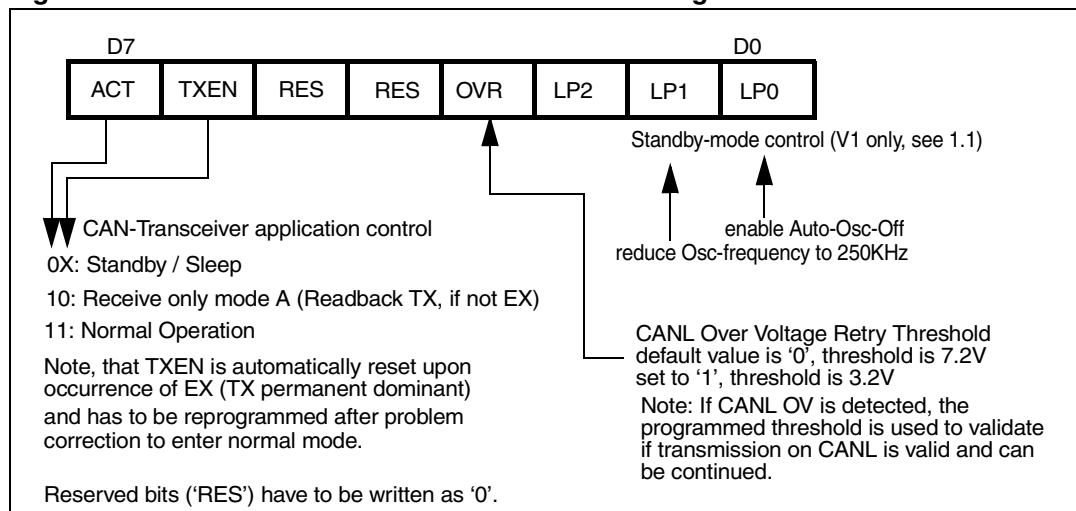 D7 D0
ACT TXEN RES RES OVR LP2 LP1 LP0
Standby-mode control (V1 only, see 1.1)
enable Auto-Osc-Off
reduce Osc-frequency to 250KHz
CAN-Transceiver application control
0X: Standby / Sleep
10: Receive only mode A (Readback TX, if not EX)
11: Normal Operation
Note, that TXEN is automatically reset upon
occurrence of EX (TX permanent dominant)
and has to be reprogrammed after problem
correction to enter normal mode.
Reserved bits (‘RES’) have to be written as ‘0’.
CANL Over Voltage Retry Threshold
default value is ‘0’, threshold is 7.2V
set to ‘1’, threshold is 3.2V
Note: If CANL OV is detected, the
programmed threshold is used to validate
if transmission on CANL is valid and can
be continued.